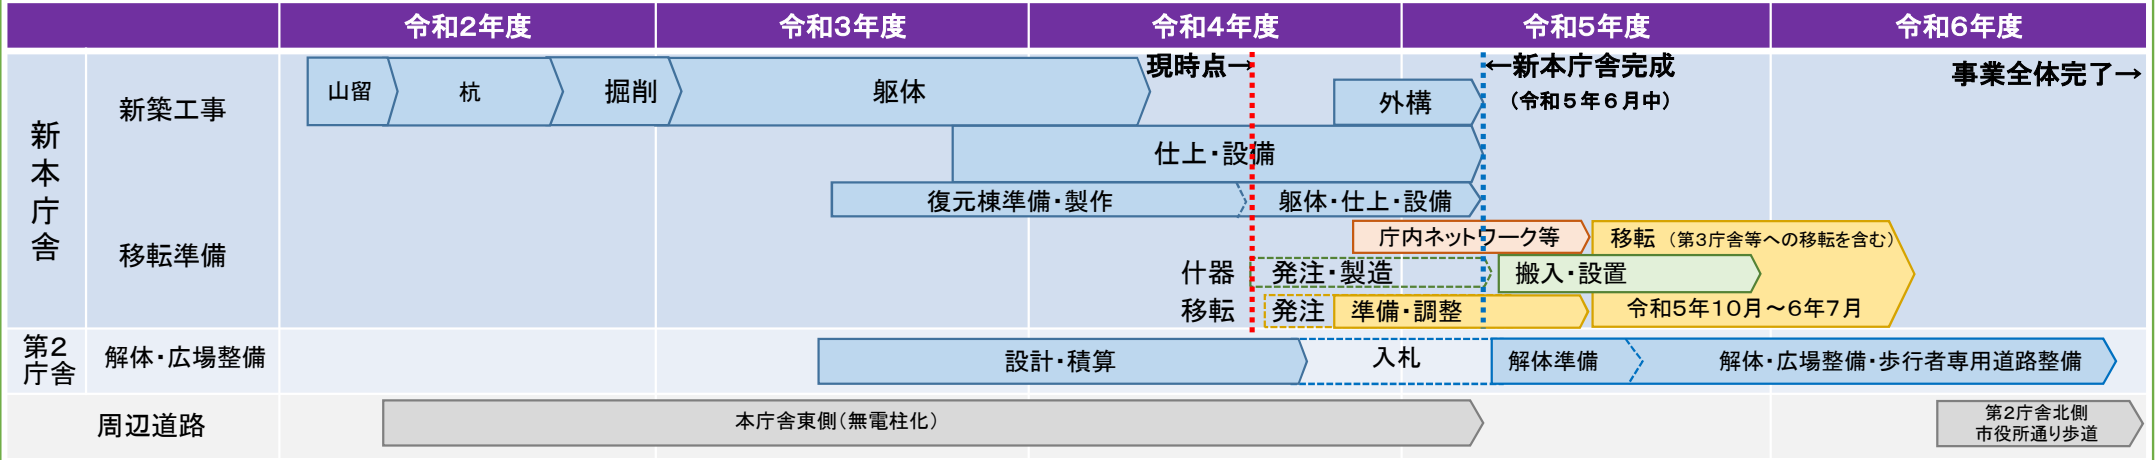 令和２年度
令和３年度
令和４年度
令和５年度
令和６年度
現時点→
←新本庁舎完成
（令和５年６月中）
事業全体完了→
新本庁舎
新築工事
山留
杭
掘削
躯体
外構
仕上・設備
復元棟準備・製作
躯体・仕上・設備
移転準備
庁内ネットワーク等
移転（第３庁舎等への移転を含む）
什器
発注・製造
搬入・設置
移転
発注
準備・調整
令和５年１０月～６年７月
第２
庁舎
解体・広場整備
設計・積算
入札
解体準備
解体・広場整備・歩行者専用道路整備
周辺道路
本庁舎東側（無電柱化）
第２庁舎北側
市役所通り歩道